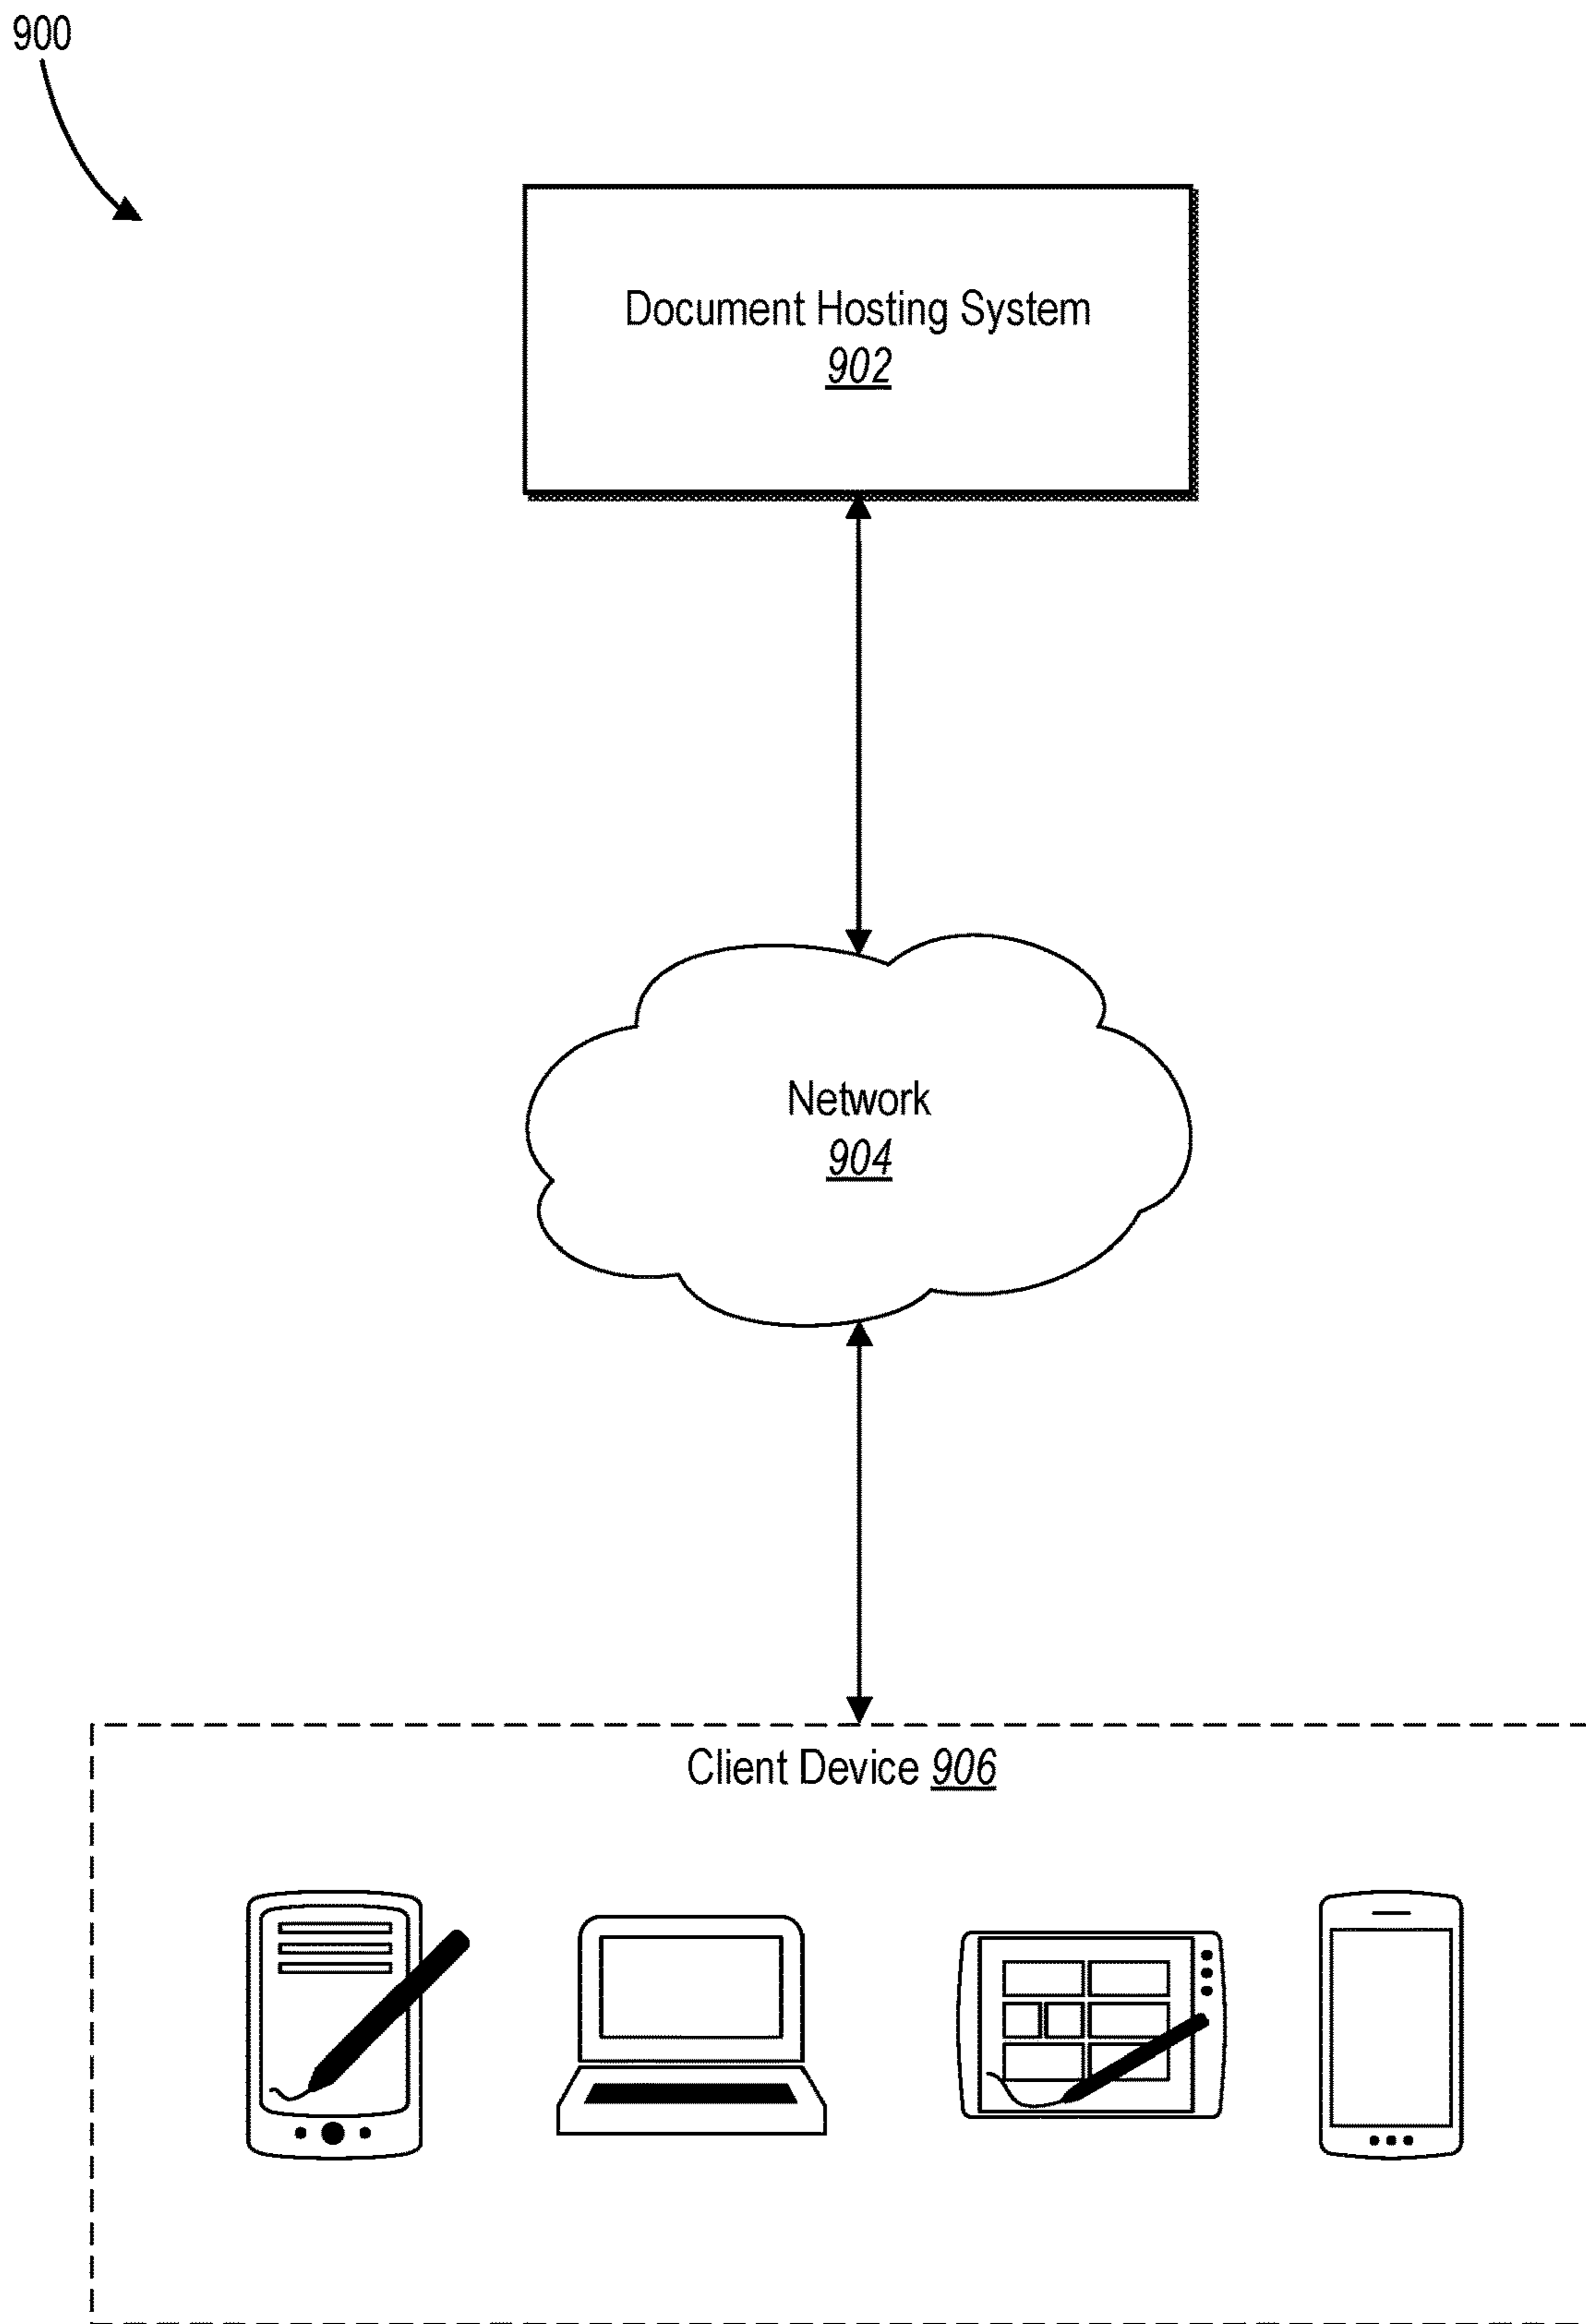 900
Document Hosting System
902
Network
904
Client Device 906